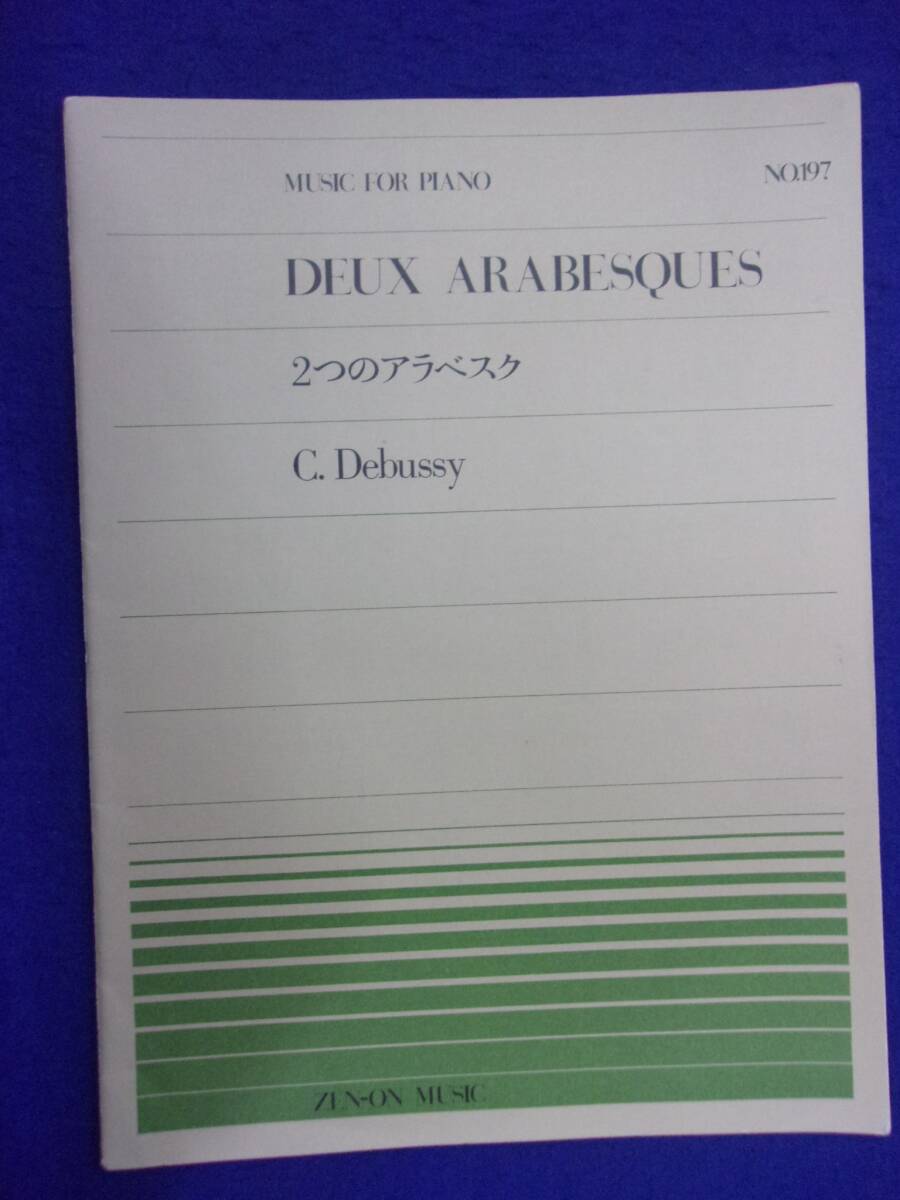 MUSIC FOR PIANO NO.197
DEUX ARABESQUES
2つのアラベスク
C. Debussy
ZEN-ON MUSIC